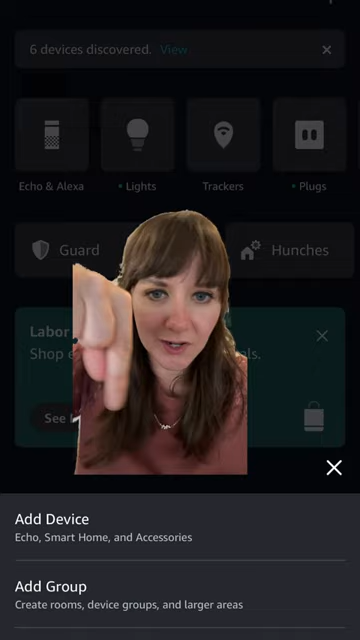 6 devices discovered. View
Echo & Alexa
Lights
Trackers
Plugs
Guard
Hunches
Labor
Shop
See
Add Device
Echo, Smart Home, and Accessories
Add Group
Create rooms, device groups, and larger areas